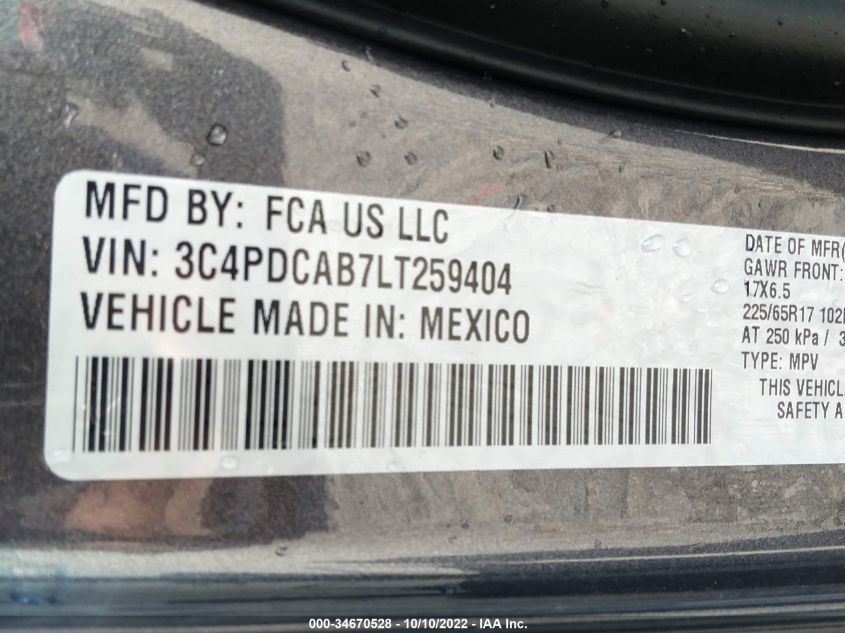 MFD BY: FCA US LLC
VIN: 3C4PDCAB7LT259404
VEHICLE MADE IN: MEXICO
DATE OF MFR(
GAWR FRONT:
17X6.5
225/65R17 102
AT 250 kPa / 3
TYPE: MPV
THIS VEHICL
SAFETY A
000-34670528 - 10/10/2022 - IAA Inc.